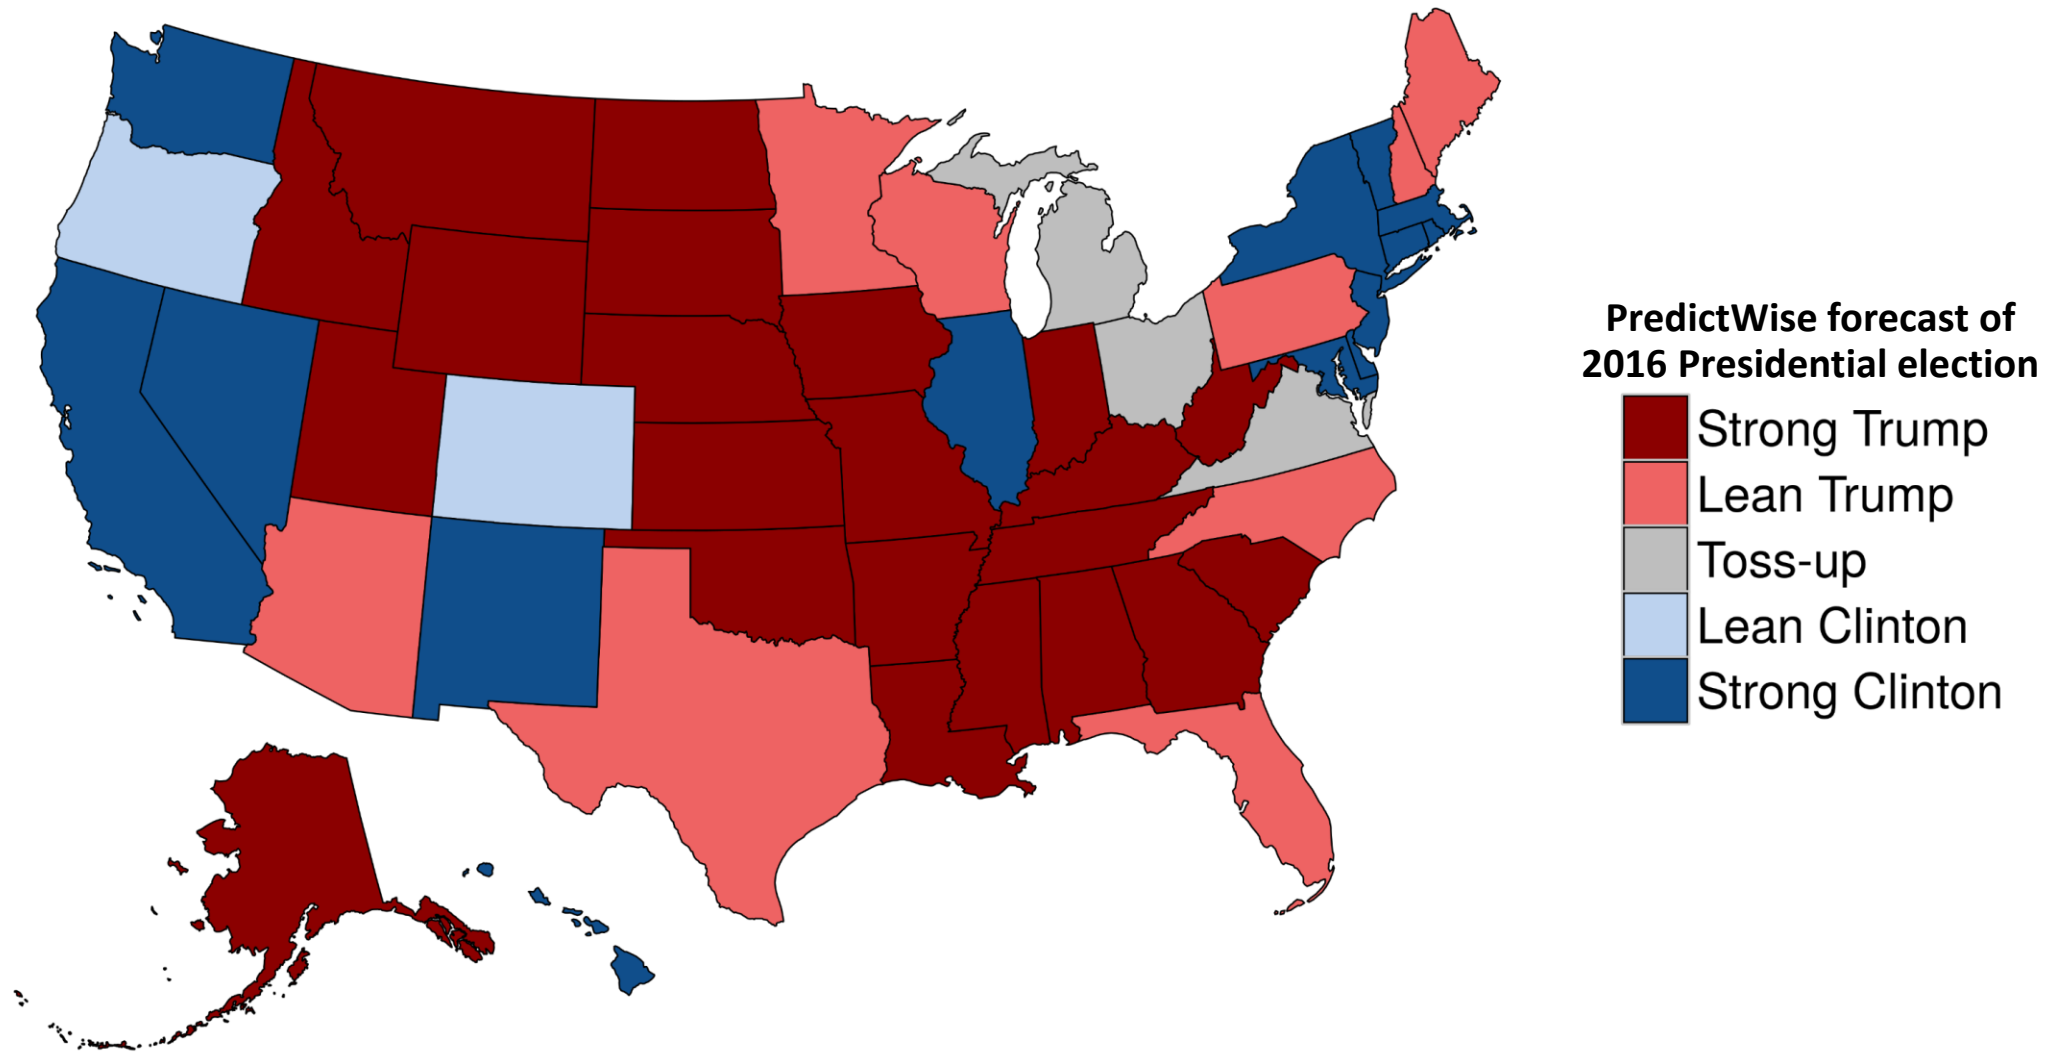 PredictWise forecast of
2016 Presidential election
Strong Trump
Lean Trump
Toss-up
Lean Clinton
Strong Clinton